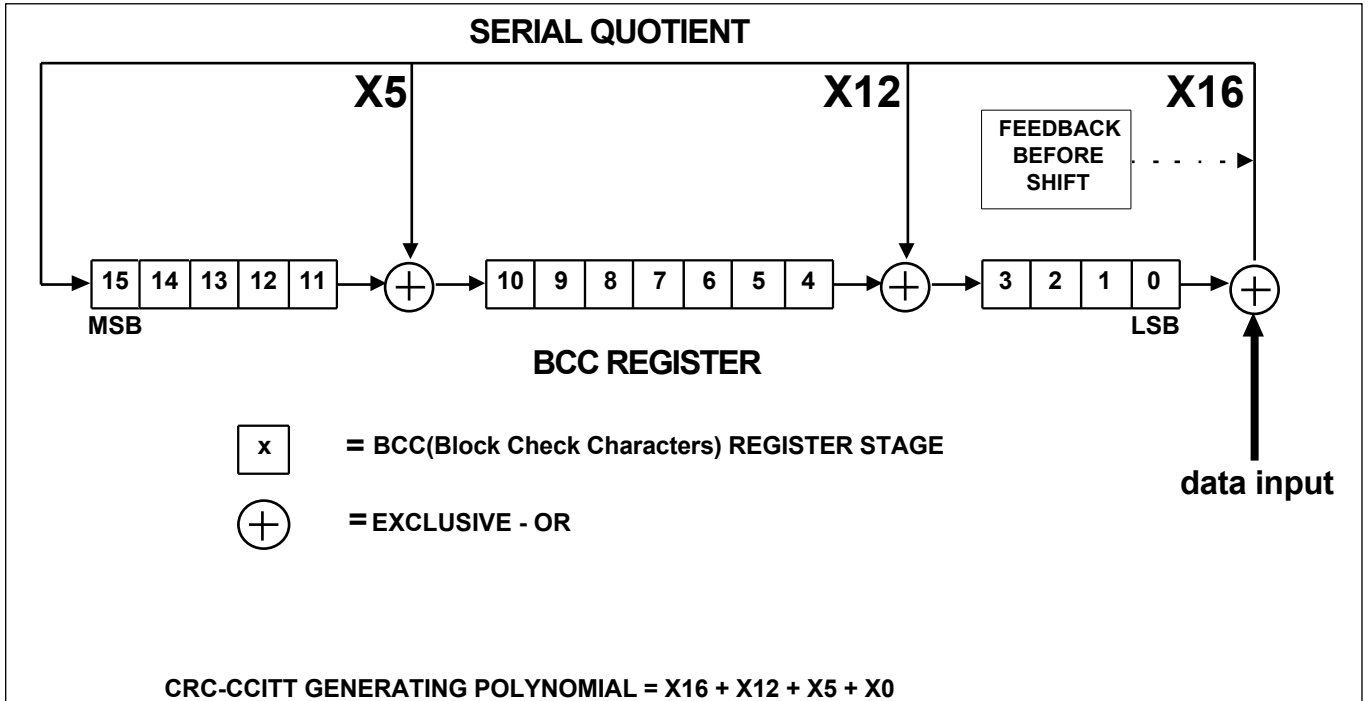 SERIAL QUOTIENT
X5
X12
X16
FEEDBACK
BEFORE
SHIFT
15 14 13 12 11
10 9 8 7 6 5 4
3 2 1 0
MSB
LSB
BCC REGISTER
x = BCC(Block Check Characters) REGISTER STAGE
data input
= EXCLUSIVE - OR
CRC-CCITT GENERATING POLYNOMIAL = X16 + X12 + X5 + X0